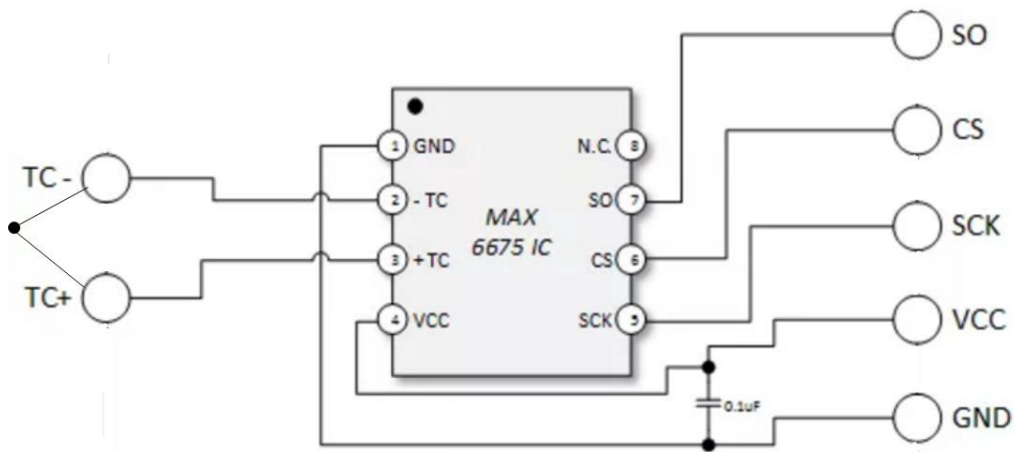 SO
CS
1 GND
N.C. 8
TC -
2 - TC
SO 7
MAX
6675 IC
SCK
3 +TC
CS 6
TC+
4 VCC
SCK 5
VCC
0.1uF
GND